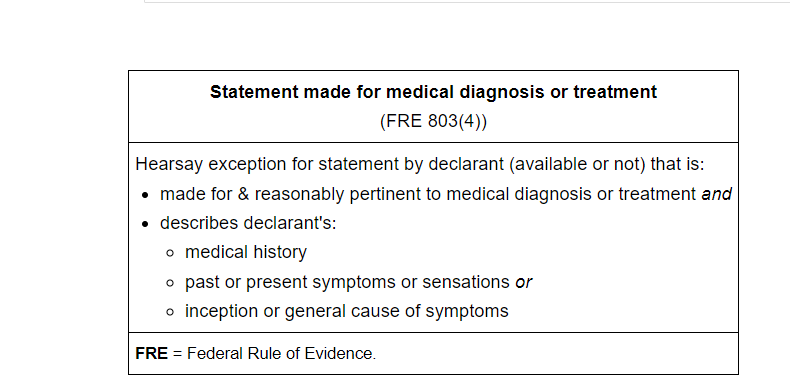 Statement made for medical diagnosis or treatment
(FRE 803(4))
Hearsay exception for statement by declarant (available or not) that is:
• made for & reasonably pertinent to medical diagnosis or treatment and
• describes declarant's:
○ medical history
○ past or present symptoms or sensations or
○ inception or general cause of symptoms
FRE = Federal Rule of Evidence.